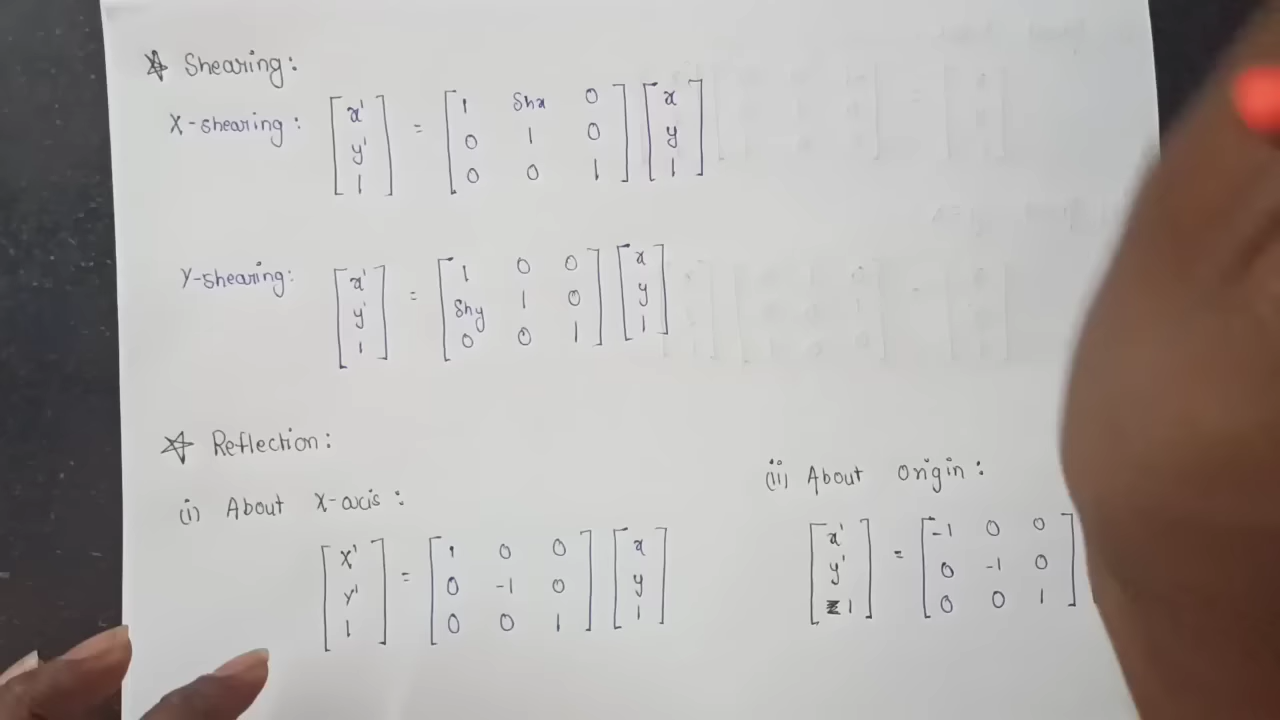 ☆ Shearing:
X-shearing: [x' y' 1] = [1 Shx 0 0 1 0 0 0 1] [x y 1]
Y-shearing: [x' y' 1] = [1 0 0 Shy 1 0 0 0 1] [x y 1]
☆ Reflection:
(i) About X-axis:
[X' Y' 1] = [1 0 0 0 -1 0 0 0 1] [x y 1]
(ii) About Origin:
[x' y' 1] = [-1 0 0 0 -1 0 0 0 1]